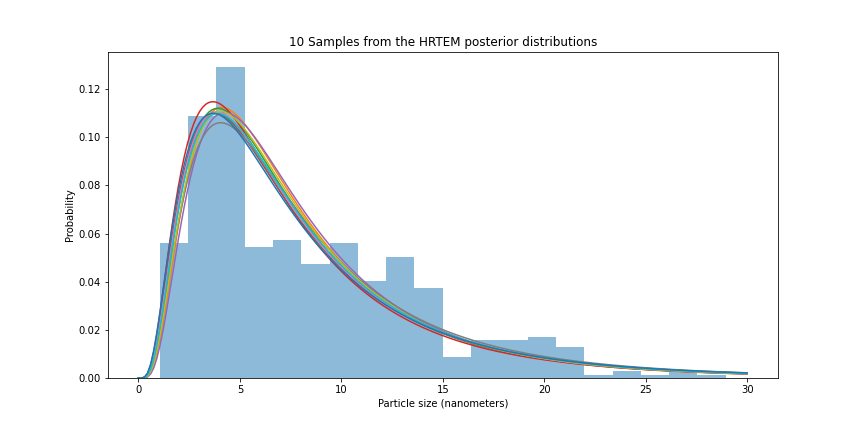 10 Samples from the HRTEM posterior distributions
0.12
0.10
0.08
0.06
0.04
0.02
0.00
Probability
0 5 10 15 20 25 30
Particle size (nanometers)